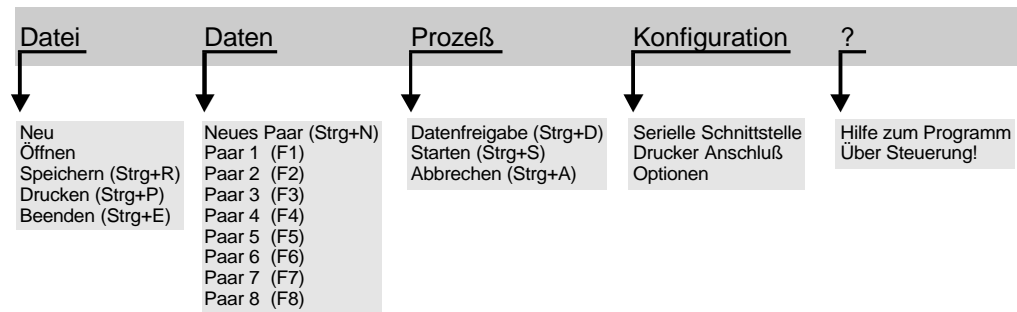 Datei
Daten
Prozeß
Konfiguration
?
Neu
Öffnen
Speichern (Strg+R)
Drucken (Strg+P)
Beenden (Strg+E)
Neues Paar (Strg+N)
Paar 1 (F1)
Paar 2 (F2)
Paar 3 (F3)
Paar 4 (F4)
Paar 5 (F5)
Paar 6 (F6)
Paar 7 (F7)
Paar 8 (F8)
Datenfreigabe (Strg+D)
Starten (Strg+S)
Abbrechen (Strg+A)
Serielle Schnittstelle
Drucker Anschluß
Optionen
Hilfe zum Programm
Über Steuerung!